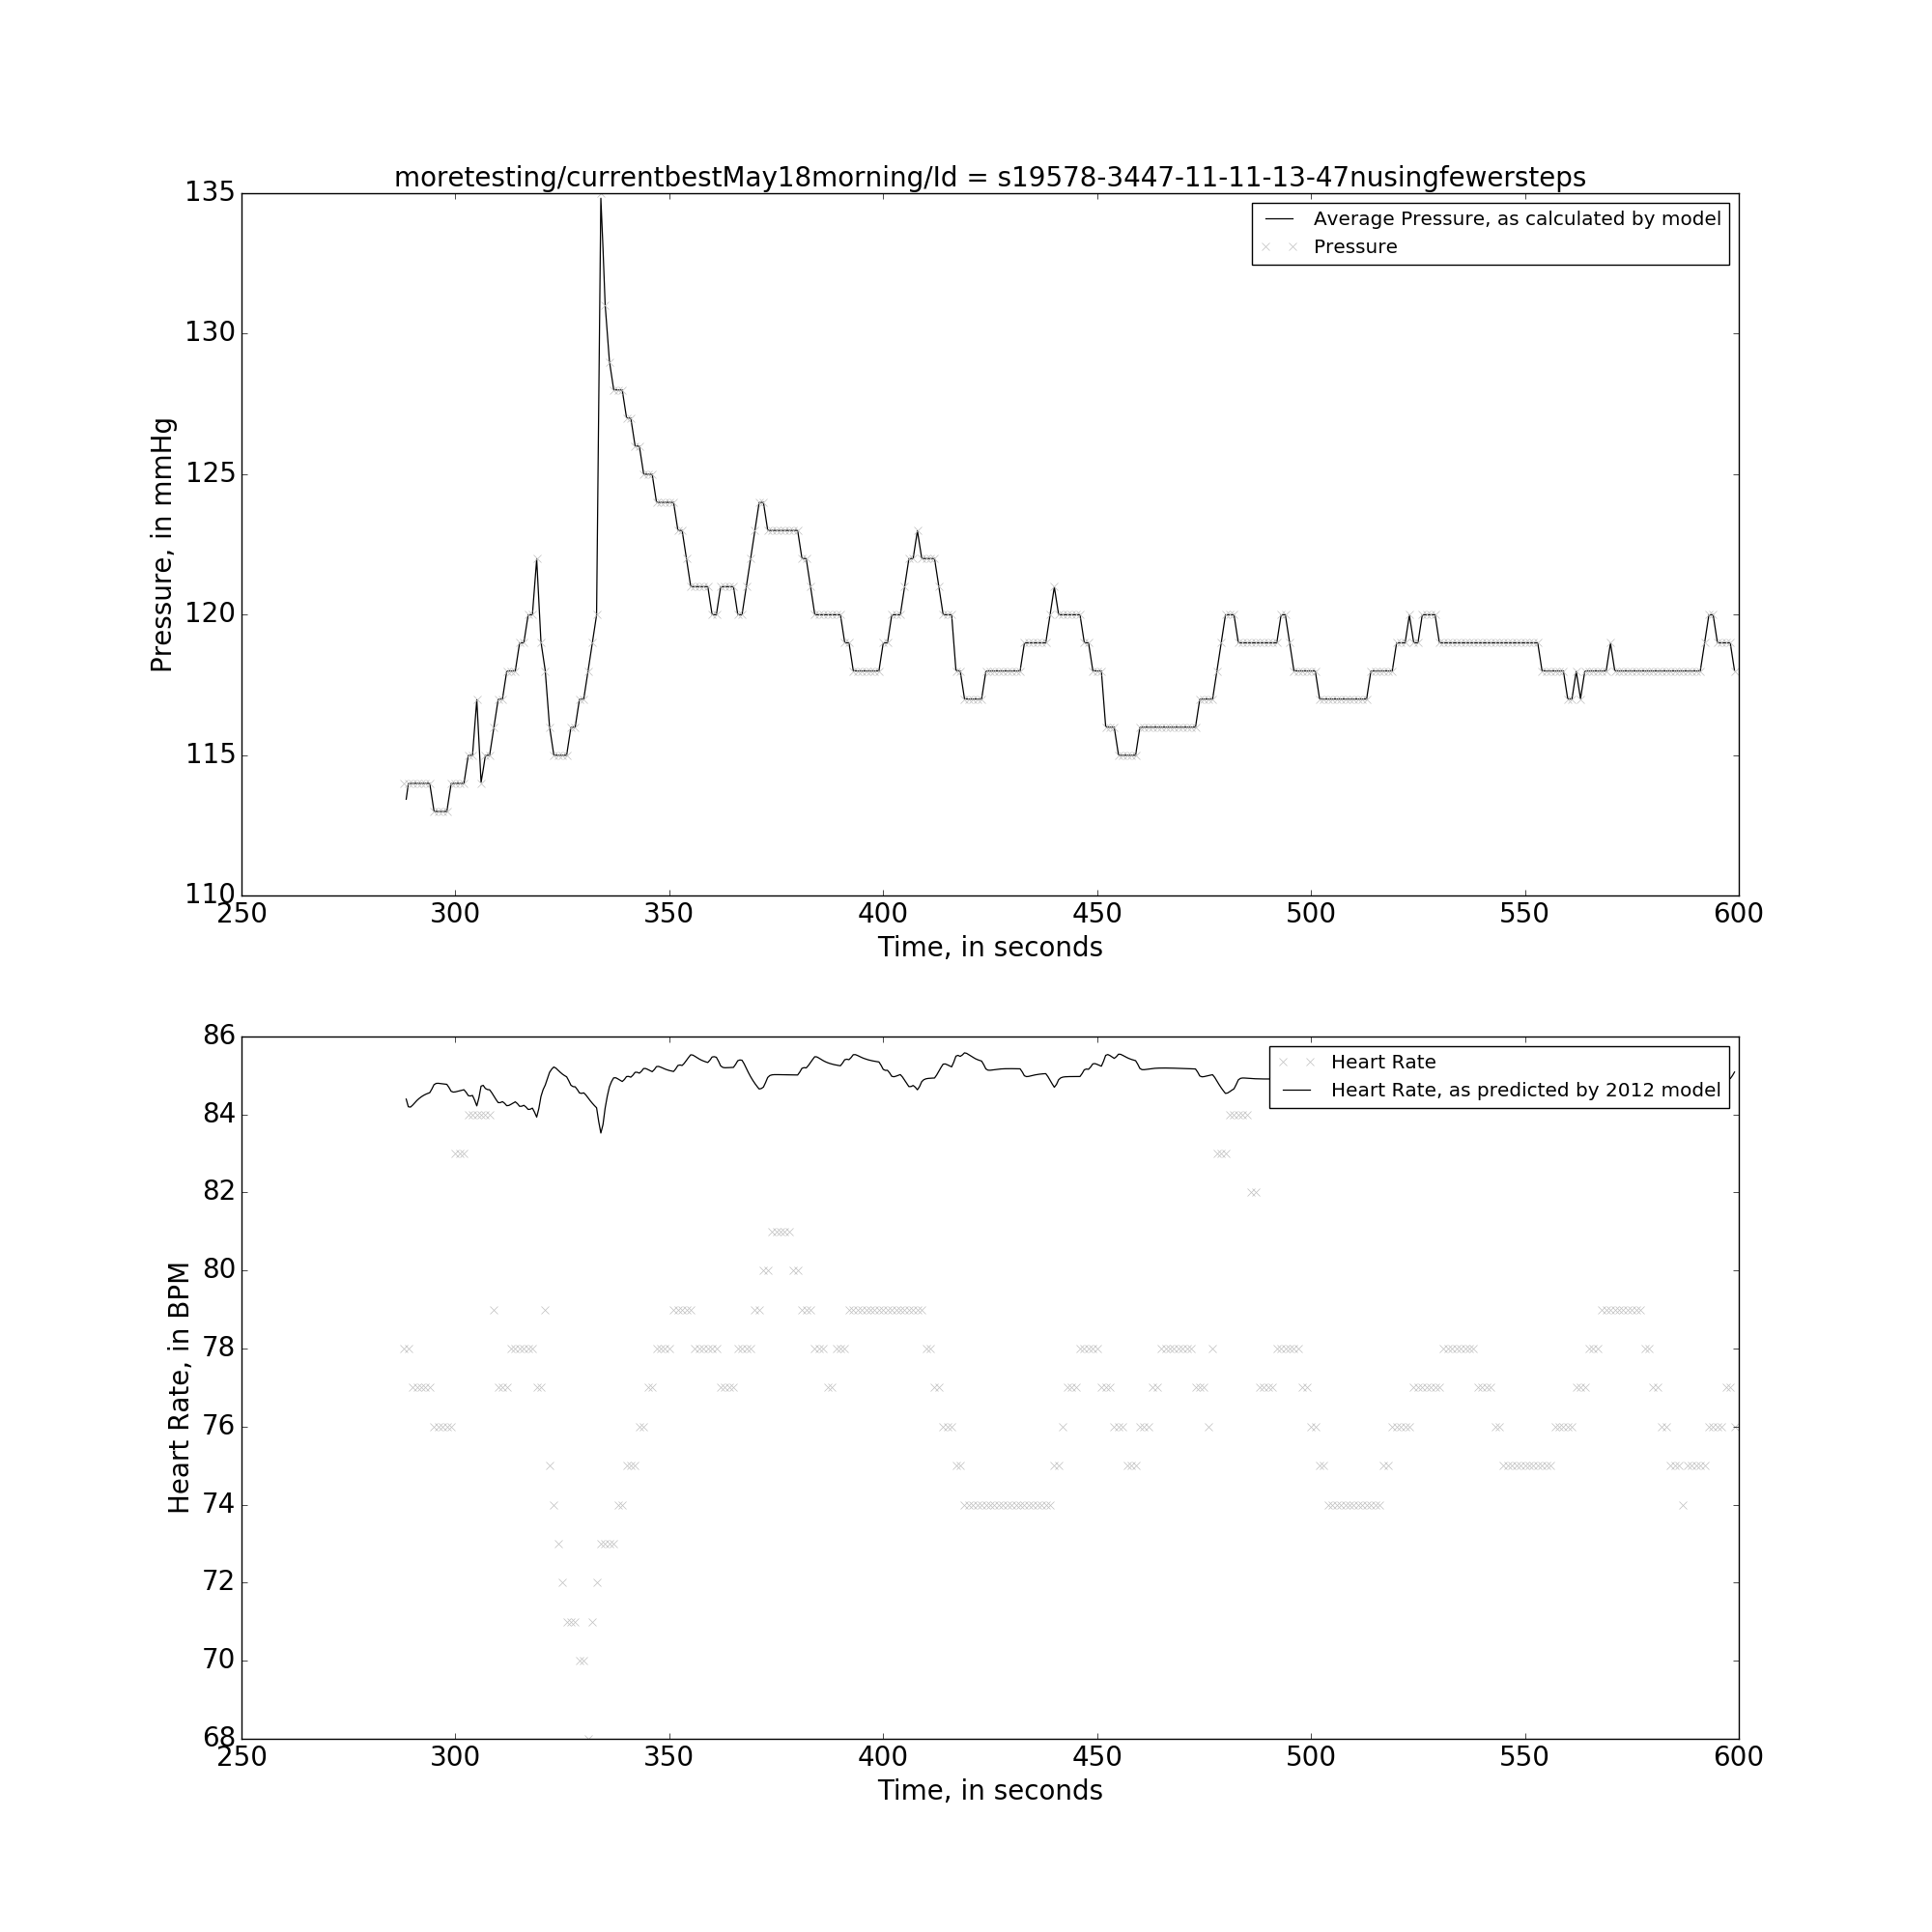 moretesting/currentbestMay18morning/Id = s19578-3447-11-11-13-47nusingfewersteps
135
130
125
120
115
110
Pressure, in mmHg
Average Pressure, as calculated by model
Pressure
250 300 350 400 450 500 550 600
Time, in seconds
86
84
82
80
78
76
74
72
70
68
Heart Rate, in BPM
Heart Rate
Heart Rate, as predicted by 2012 model
250 300 350 400 450 500 550 600
Time, in seconds